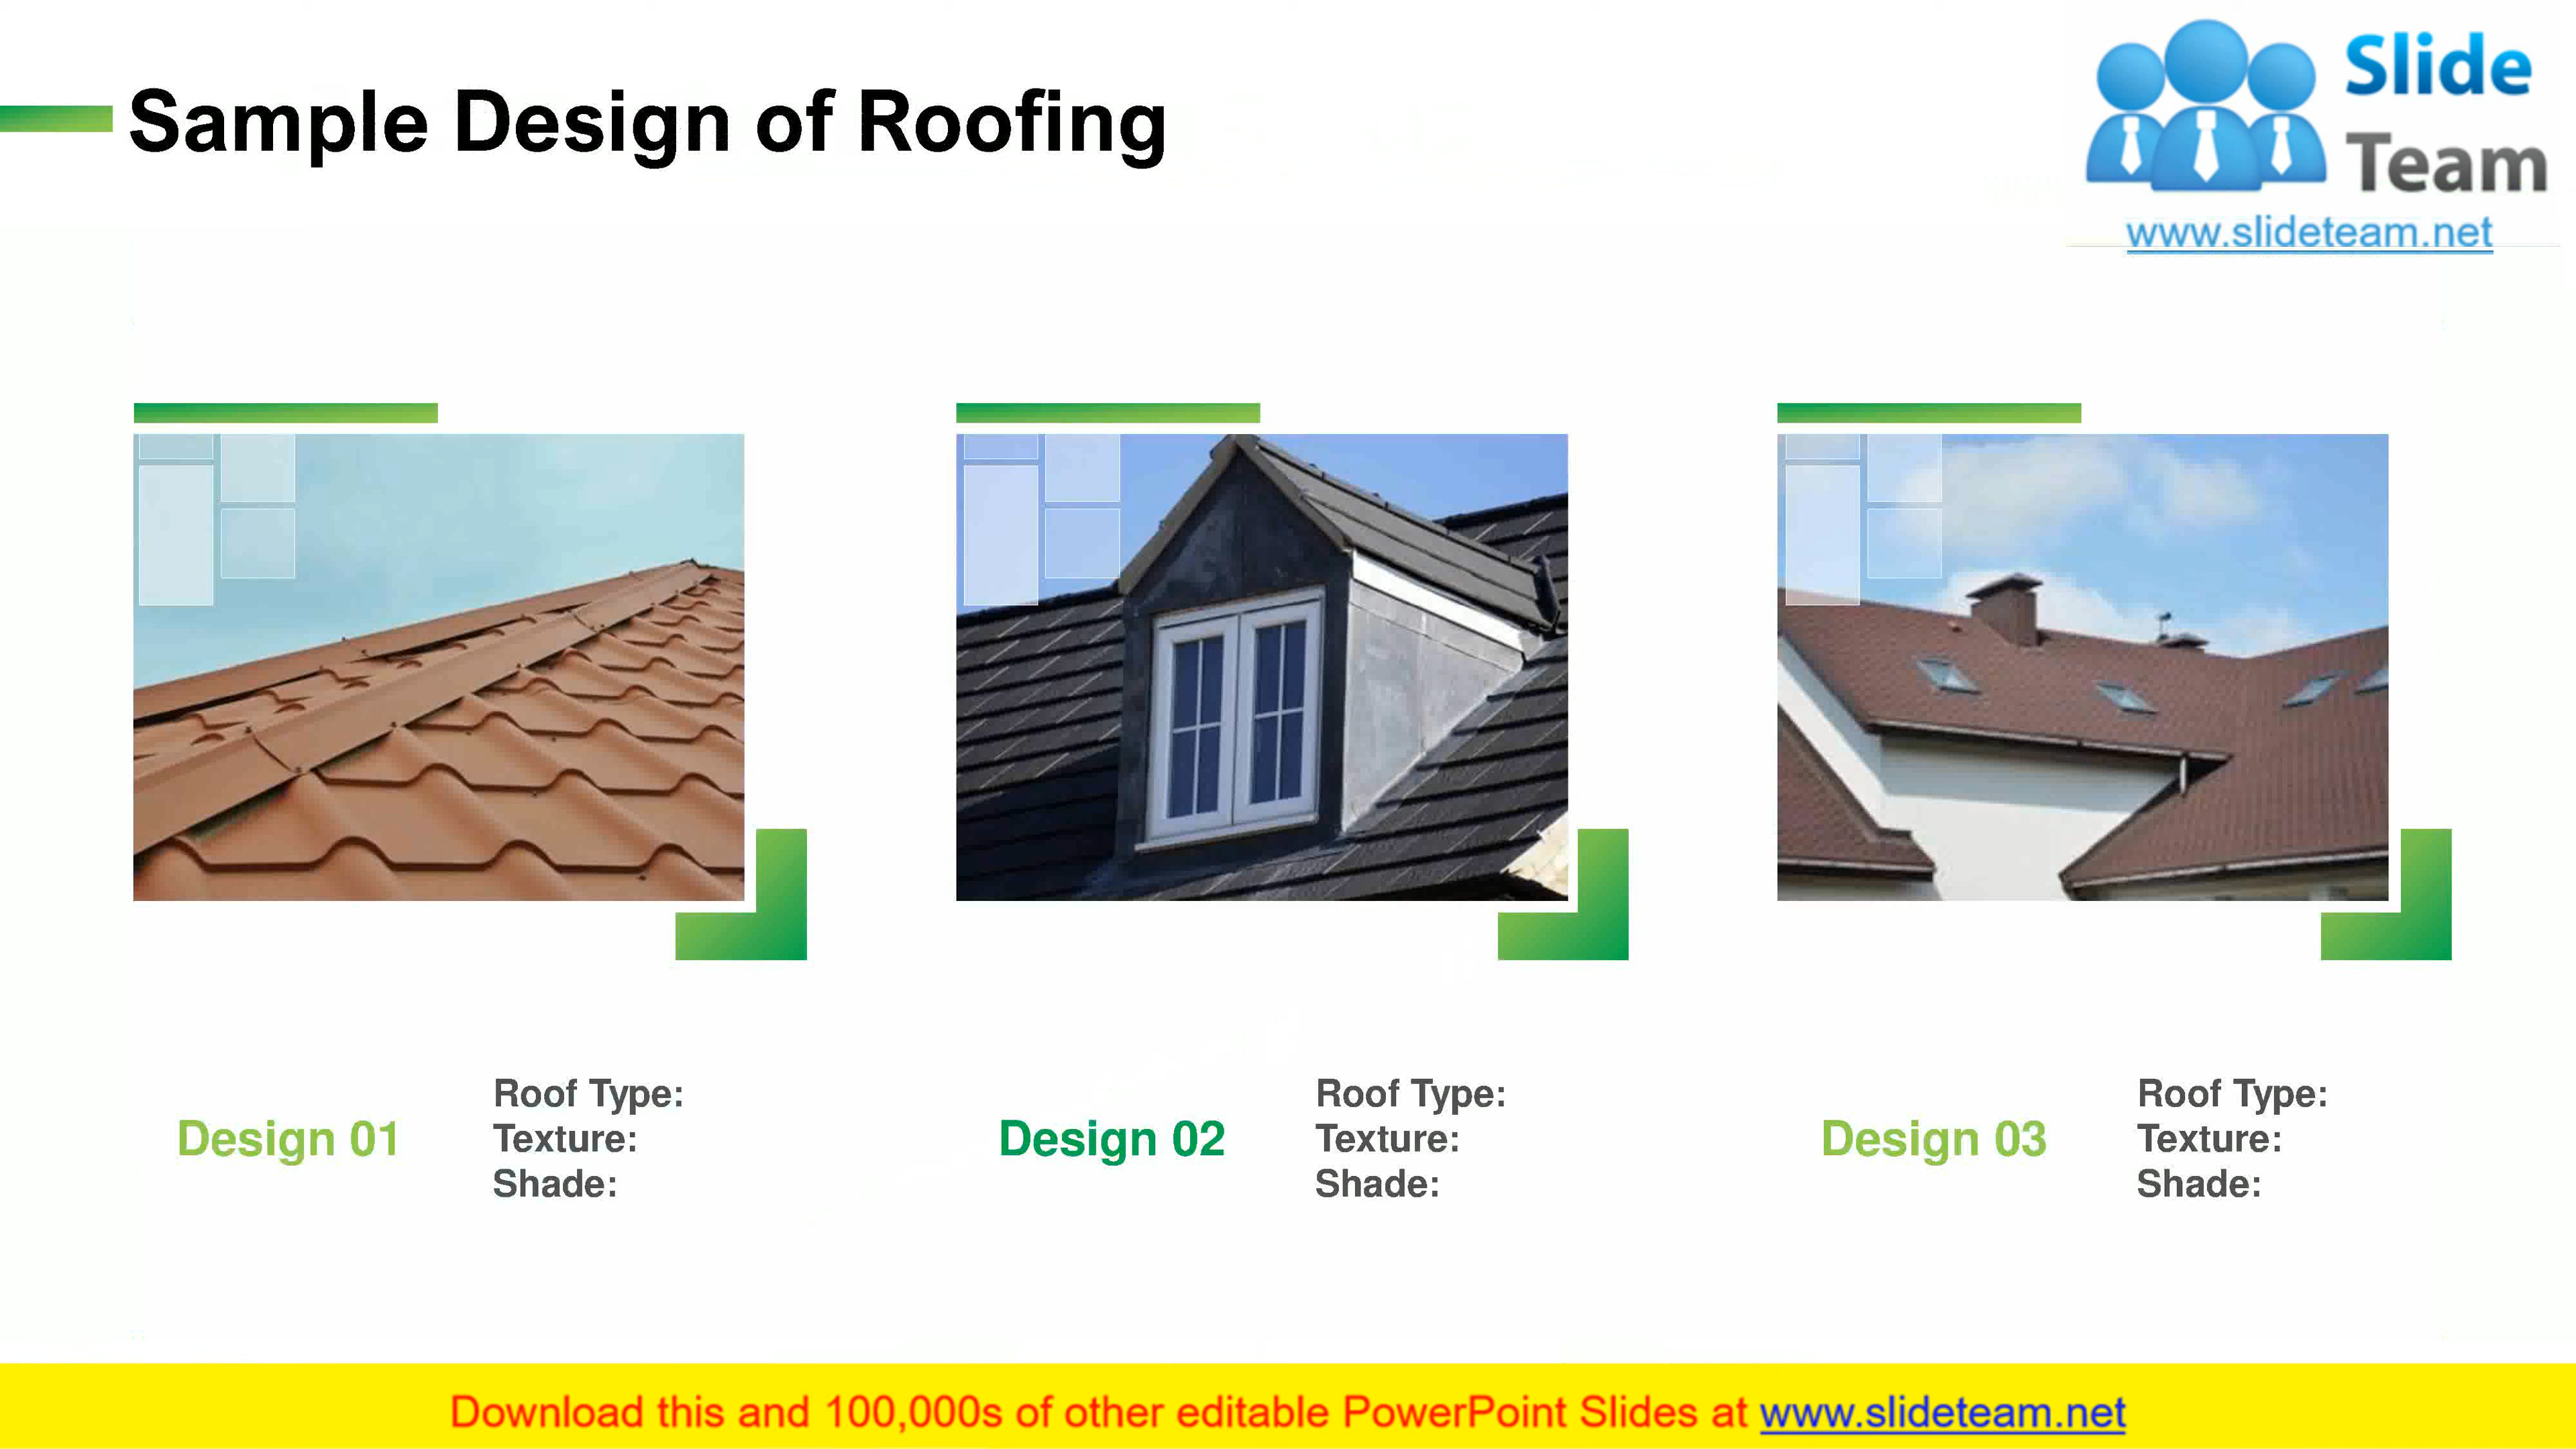 Sample Design of Roofing
Slide
Team
www.slideteam.net
Design 01
Roof Type:
Texture:
Shade:
Design 02
Roof Type:
Texture:
Shade:
Design 03
Roof Type:
Texture:
Shade:
Download this and 100,000s of other editable PowerPoint Slides at www.slideteam.net